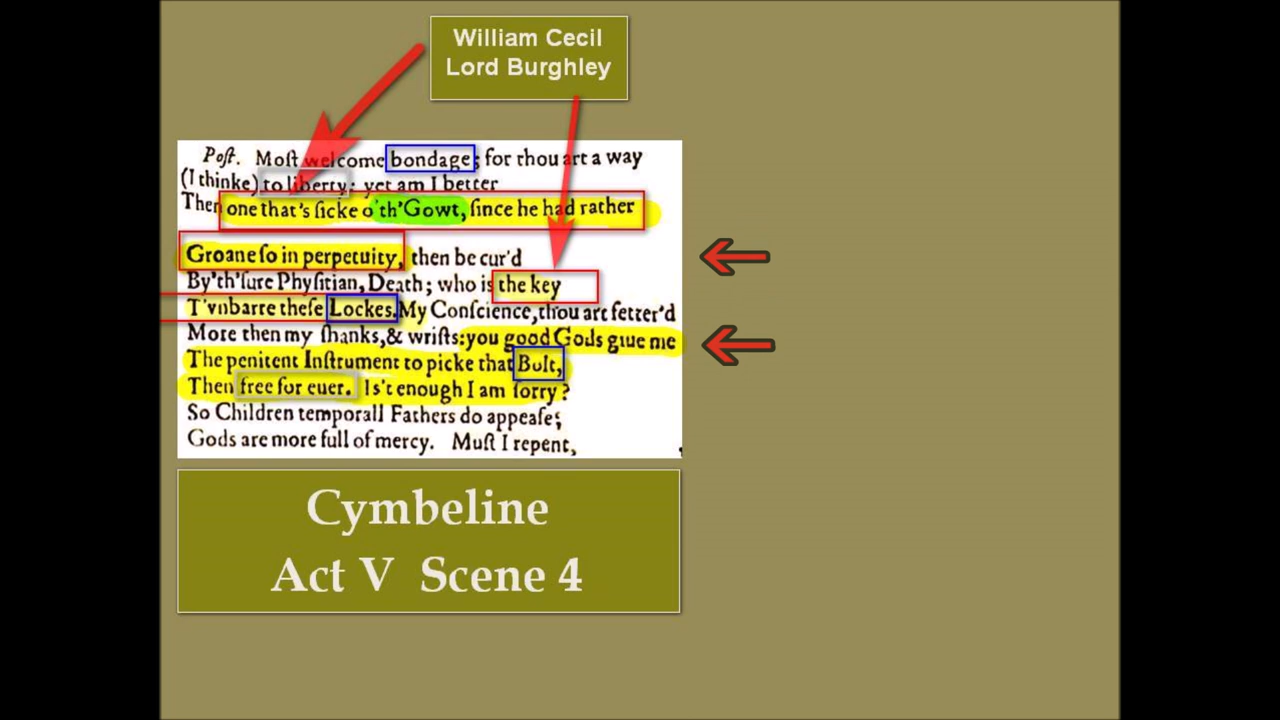 William Cecil
Lord Burghley
Poſt. Moſt welcome bondage; for thou art a way
(I thinke) to liberty: yet am I better
Then one that's ſicke o'th'Gowt, ſince he had rather
Groane ſo in perpetuity, then be cur'd
By'th'ſure Phyſitian, Death; who is the key
T'vnbarre theſe Lockes. My Conſcience, thou art fetter'd
More then my ſhanks,& wriſts: you good Gods giue me
The penitent Inſtrument to picke that Bolt,
Then free for euer. Is't enough I am ſorry?
So Children temporall Fathers do appeaſe;
Gods are more full of mercy. Muſt I repent,
Cymbeline
Act V Scene 4